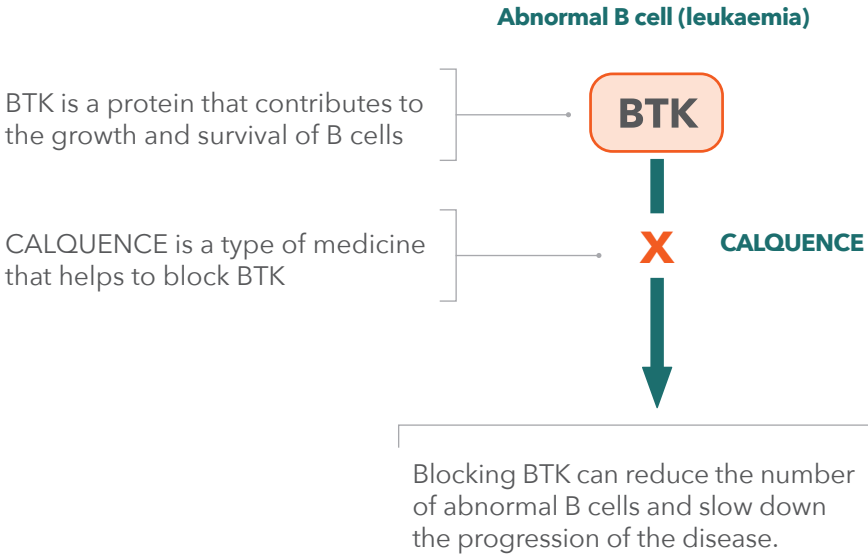 Abnormal B cell (leukaemia)
BTK is a protein that contributes to
the growth and survival of B cells
BTK
CALQUENCE is a type of medicine
that helps to block BTK
X
CALQUENCE
Blocking BTK can reduce the number
of abnormal B cells and slow down
the progression of the disease.